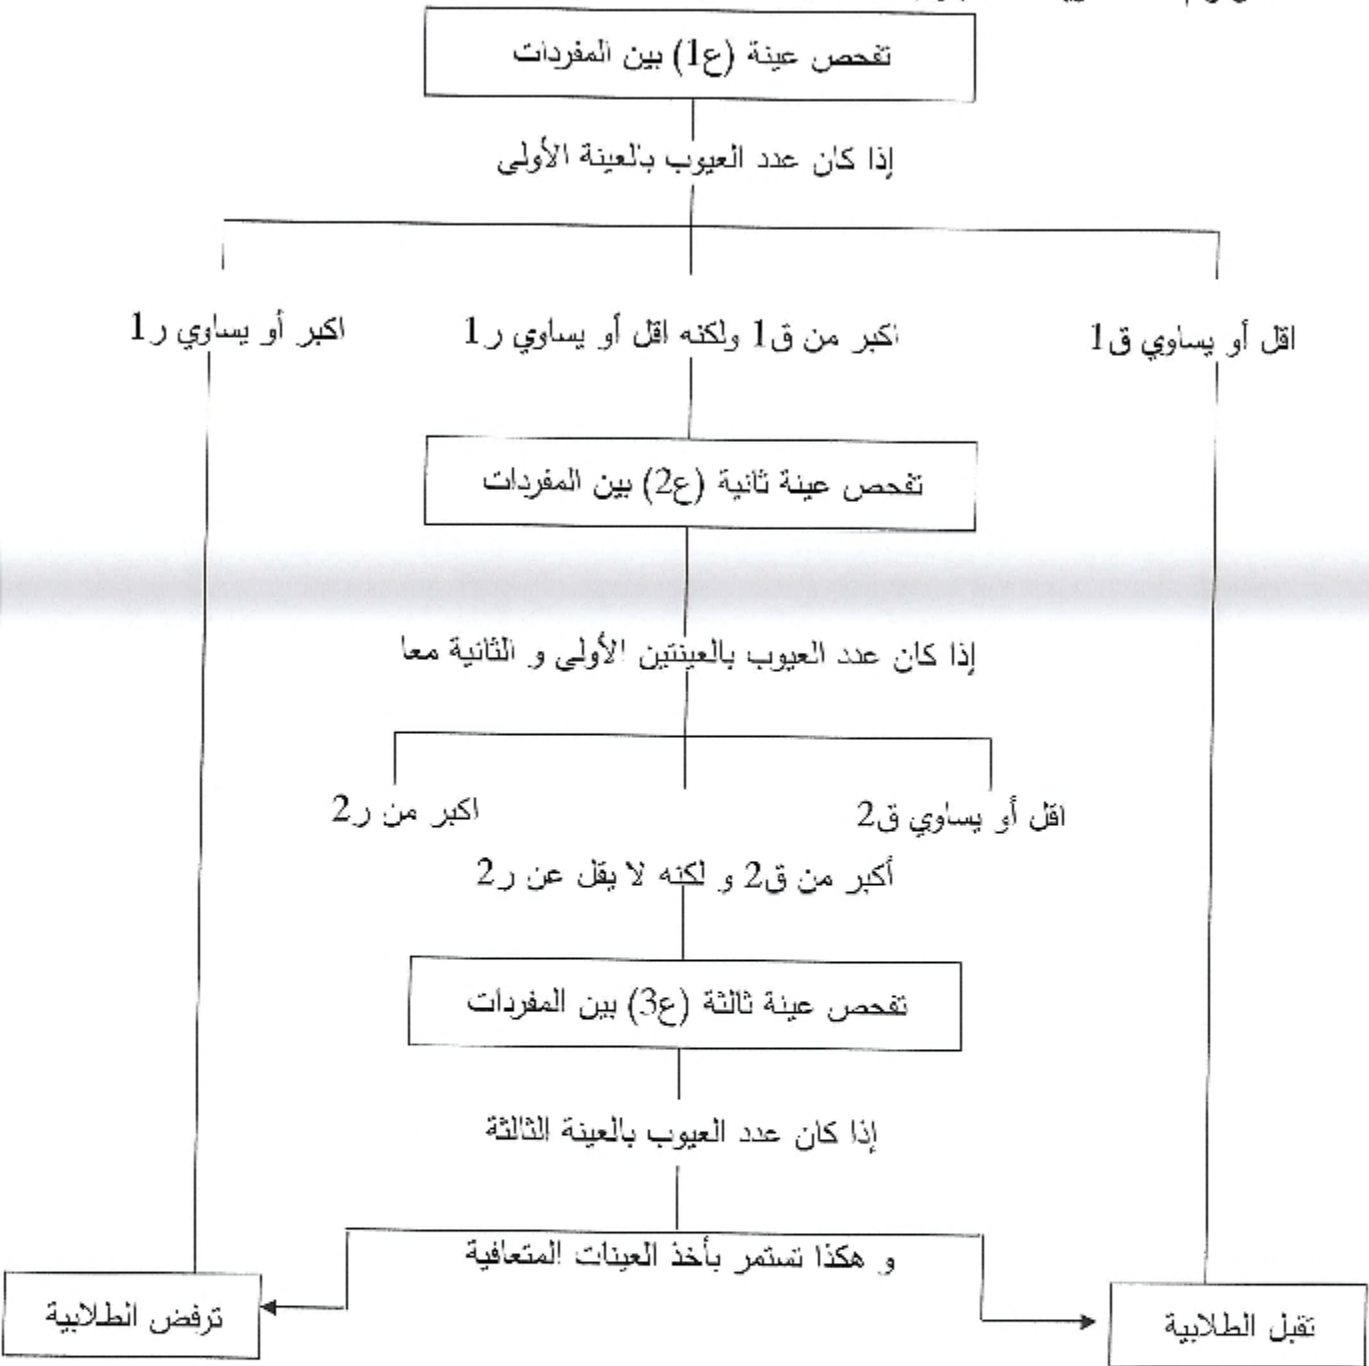 تفحص عينة (ع1) بين المفردات
إذا كان عدد العيوب بالعينة الأولى
اقل أو يساوي ق1
اكبر من ق1 ولكنه اقل أو يساوي ر1
اكبر أو يساوي ر1
تفحص عينة ثانية (ع2) بين المفردات
إذا كان عدد العيوب بالعينتين الأولى و الثانية معا
اقل أو يساوي ق2
اكبر من ر2
أكبر من ق2 و لكنه لا يقل عن ر2
تفحص عينة ثالثة (ع3) بين المفردات
إذا كان عدد العيوب بالعينة الثالثة
و هكذا تستمر بأخذ العينات المتعافية
تقبل الطلابية
ترفض الطلابية